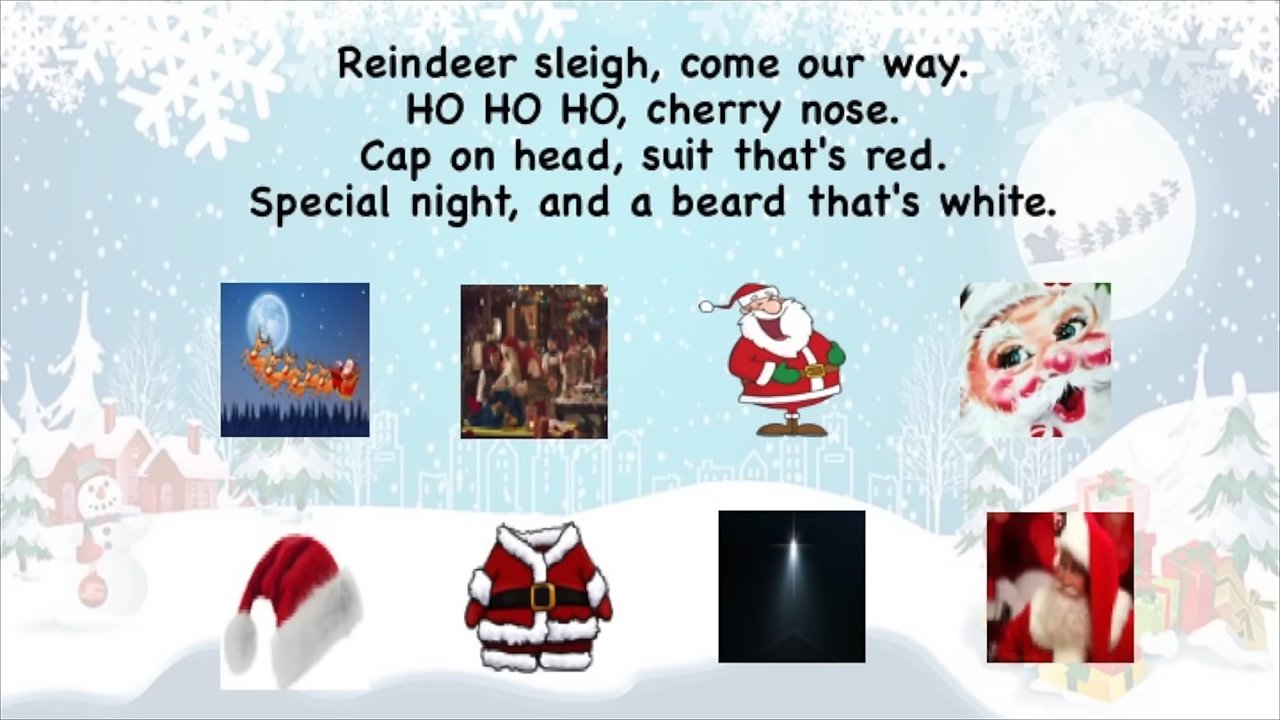 Reindeer sleigh, come our way.
HO HO HO, cherry nose.
Cap on head, suit that's red.
Special night, and a beard that's white.